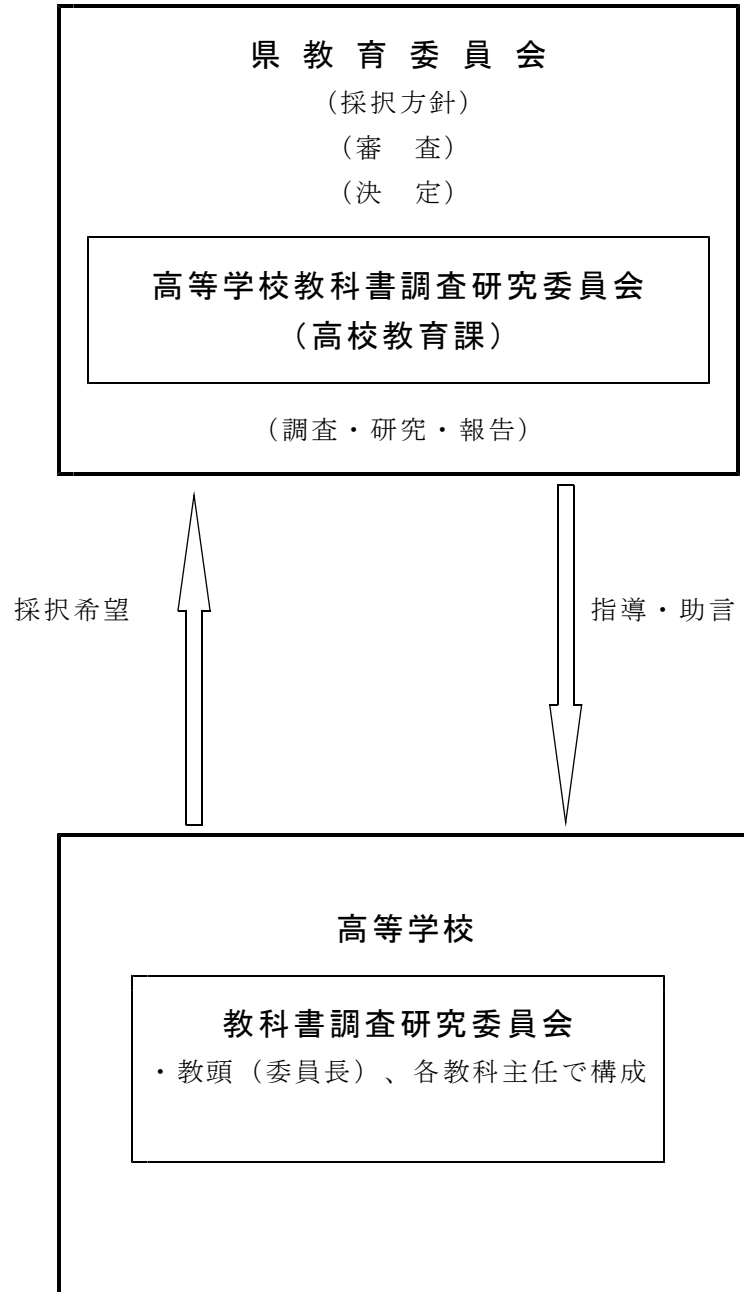 県教育委員会
（採択方針）
（審　査）
（決　定）
高等学校教科書調査研究委員会
（高校教育課）
（調査・研究・報告）
採択希望
指導・助言
高等学校
教科書調査研究委員会
・教頭（委員長）、各教科主任で構成